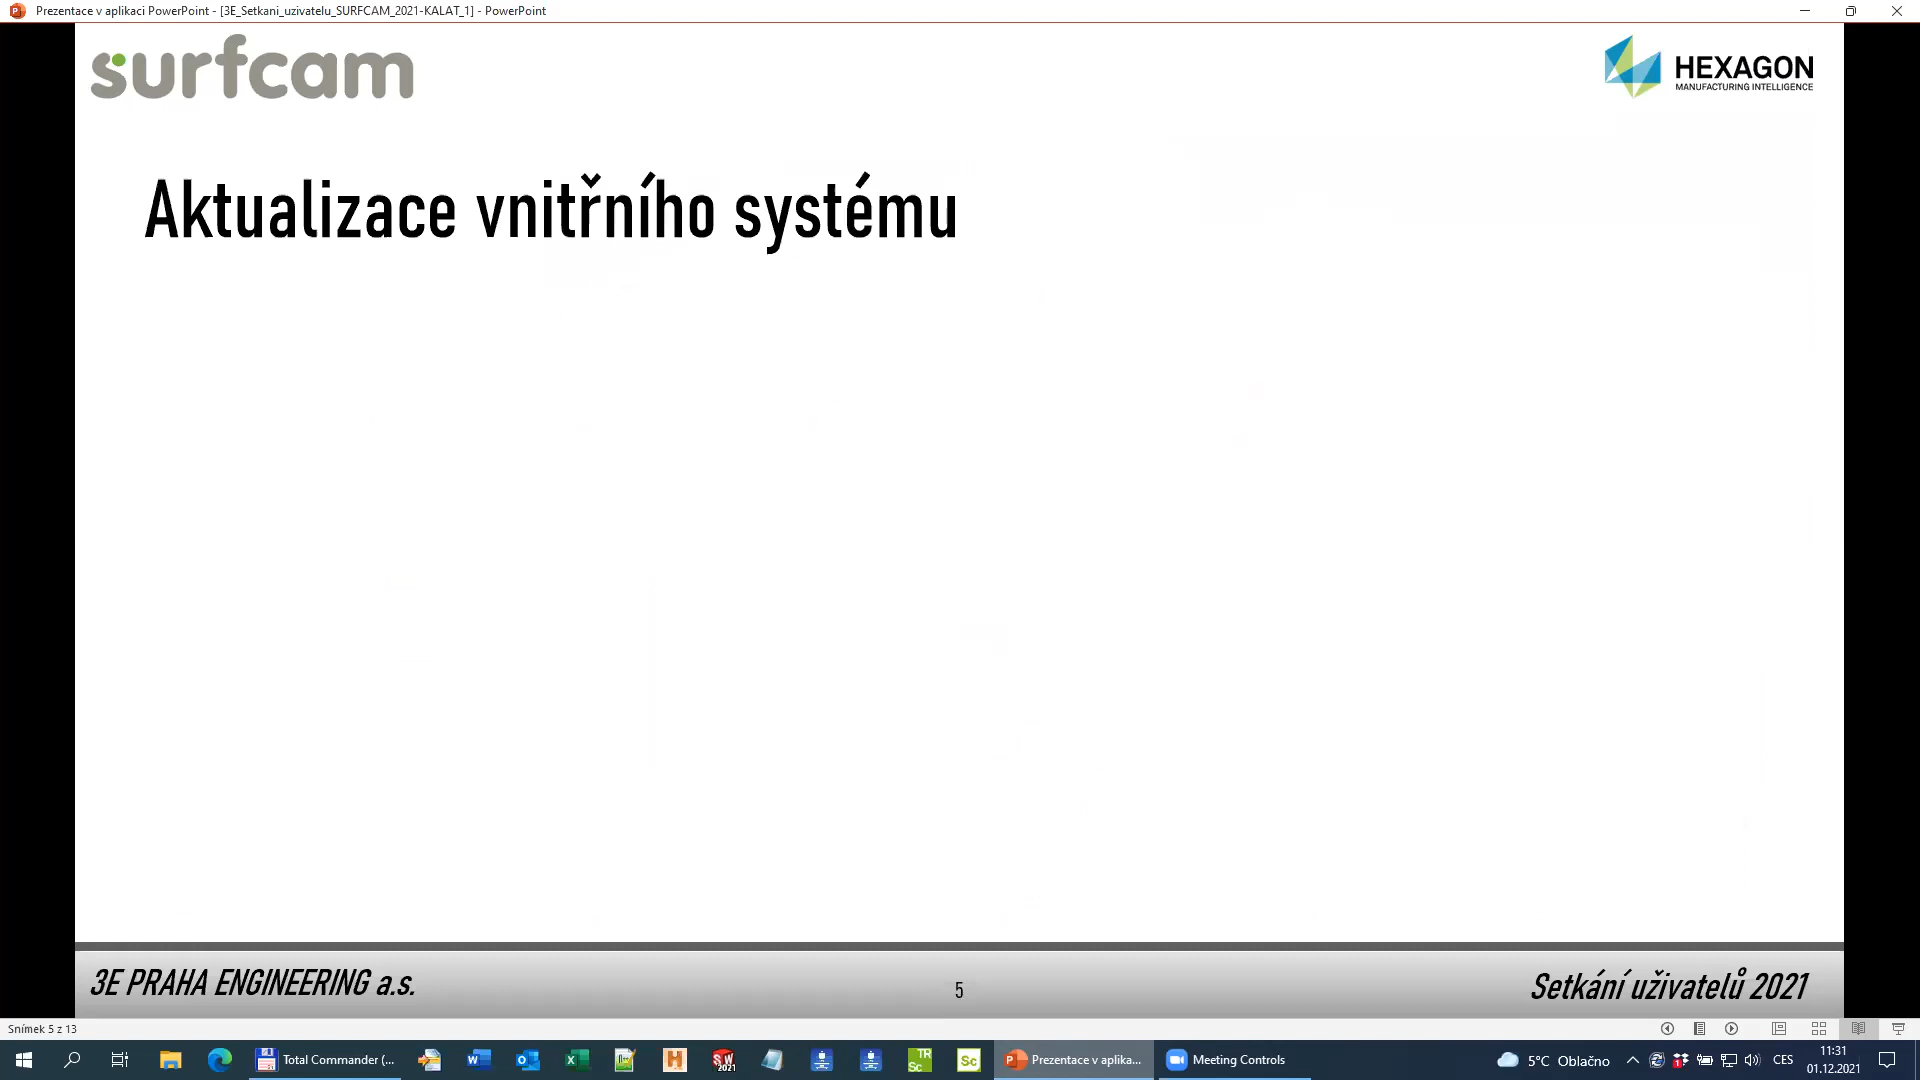 Prezentace v aplikaci PowerPoint - [3E_Setkani_uzivatelu_SURFCAM_2021-KALAT_1] - PowerPoint
surfcam
HEXAGON
MANUFACTURING INTELLIGENCE
Aktualizace vnitřního systému
3E PRAHA ENGINEERING a.s.
5
Setkání uživatelů 2021
Snímek 5 z 13
Total Commander (...
Prezentace v aplika...
Meeting Controls
5°C Oblačno
CES
11:31
01.12.2021